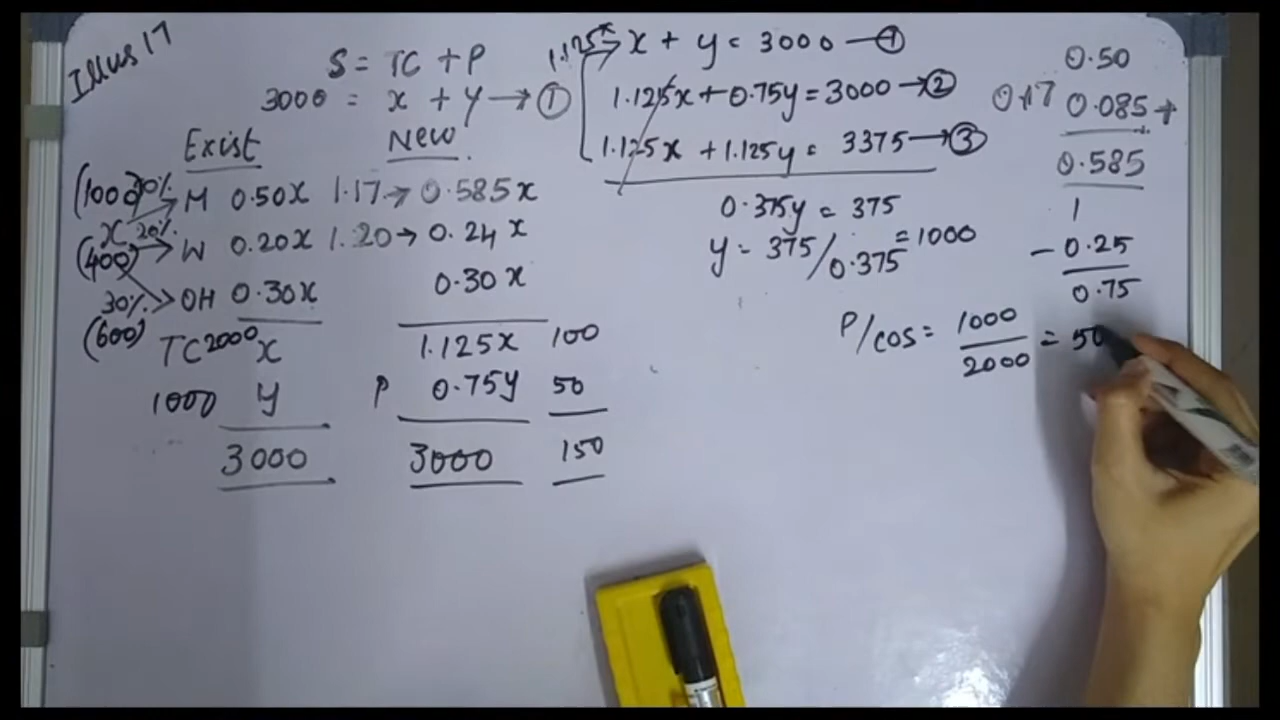 Illus 17
S = TC + P
3000 = x + y → ①
Exist New
(1000) 50% M 0.50x 1.17 → 0.585x
x 20%
(400) W 0.20x 1.20 → 0.24x
30% OH 0.30x 0.30x
(600) TC 2000 x 1.125x 100
1000 y P 0.75y 50
3000 3000 150
1.125* x + y = 3000 — ①
1.125x + 0.75y = 3000 → ②
1.125x + 1.125y = 3375 → ③
0.375y = 375
y = 375/0.375 = 1000
P/cos = 1000/2000 = 50
0.50
0.17 0.085 +
0.585
1
- 0.25
0.75